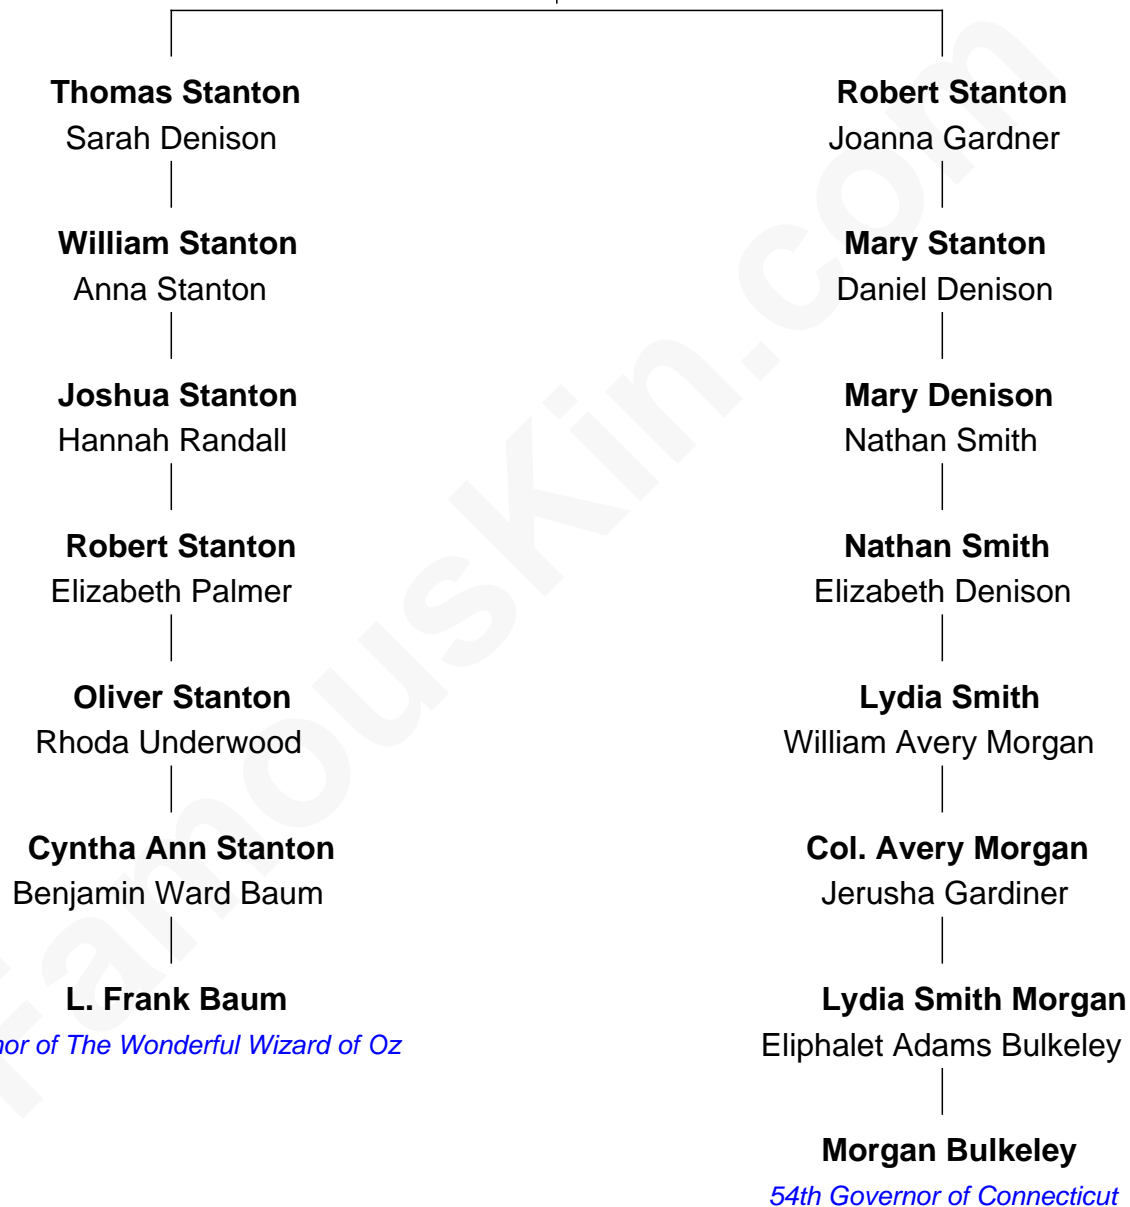 Thomas Stanton
Sarah Denison
Robert Stanton
Joanna Gardner
William Stanton
Anna Stanton
Mary Stanton
Daniel Denison
Joshua Stanton
Hannah Randall
Mary Denison
Nathan Smith
Robert Stanton
Elizabeth Palmer
Nathan Smith
Elizabeth Denison
Oliver Stanton
Rhoda Underwood
Lydia Smith
William Avery Morgan
Cyntha Ann Stanton
Benjamin Ward Baum
Col. Avery Morgan
Jerusha Gardiner
L. Frank Baum
of The Wonderful Wizard of Oz
Lydia Smith Morgan
Eliphalet Adams Bulkeley
Morgan Bulkeley
54th Governor of Connecticut
FamousKin.com